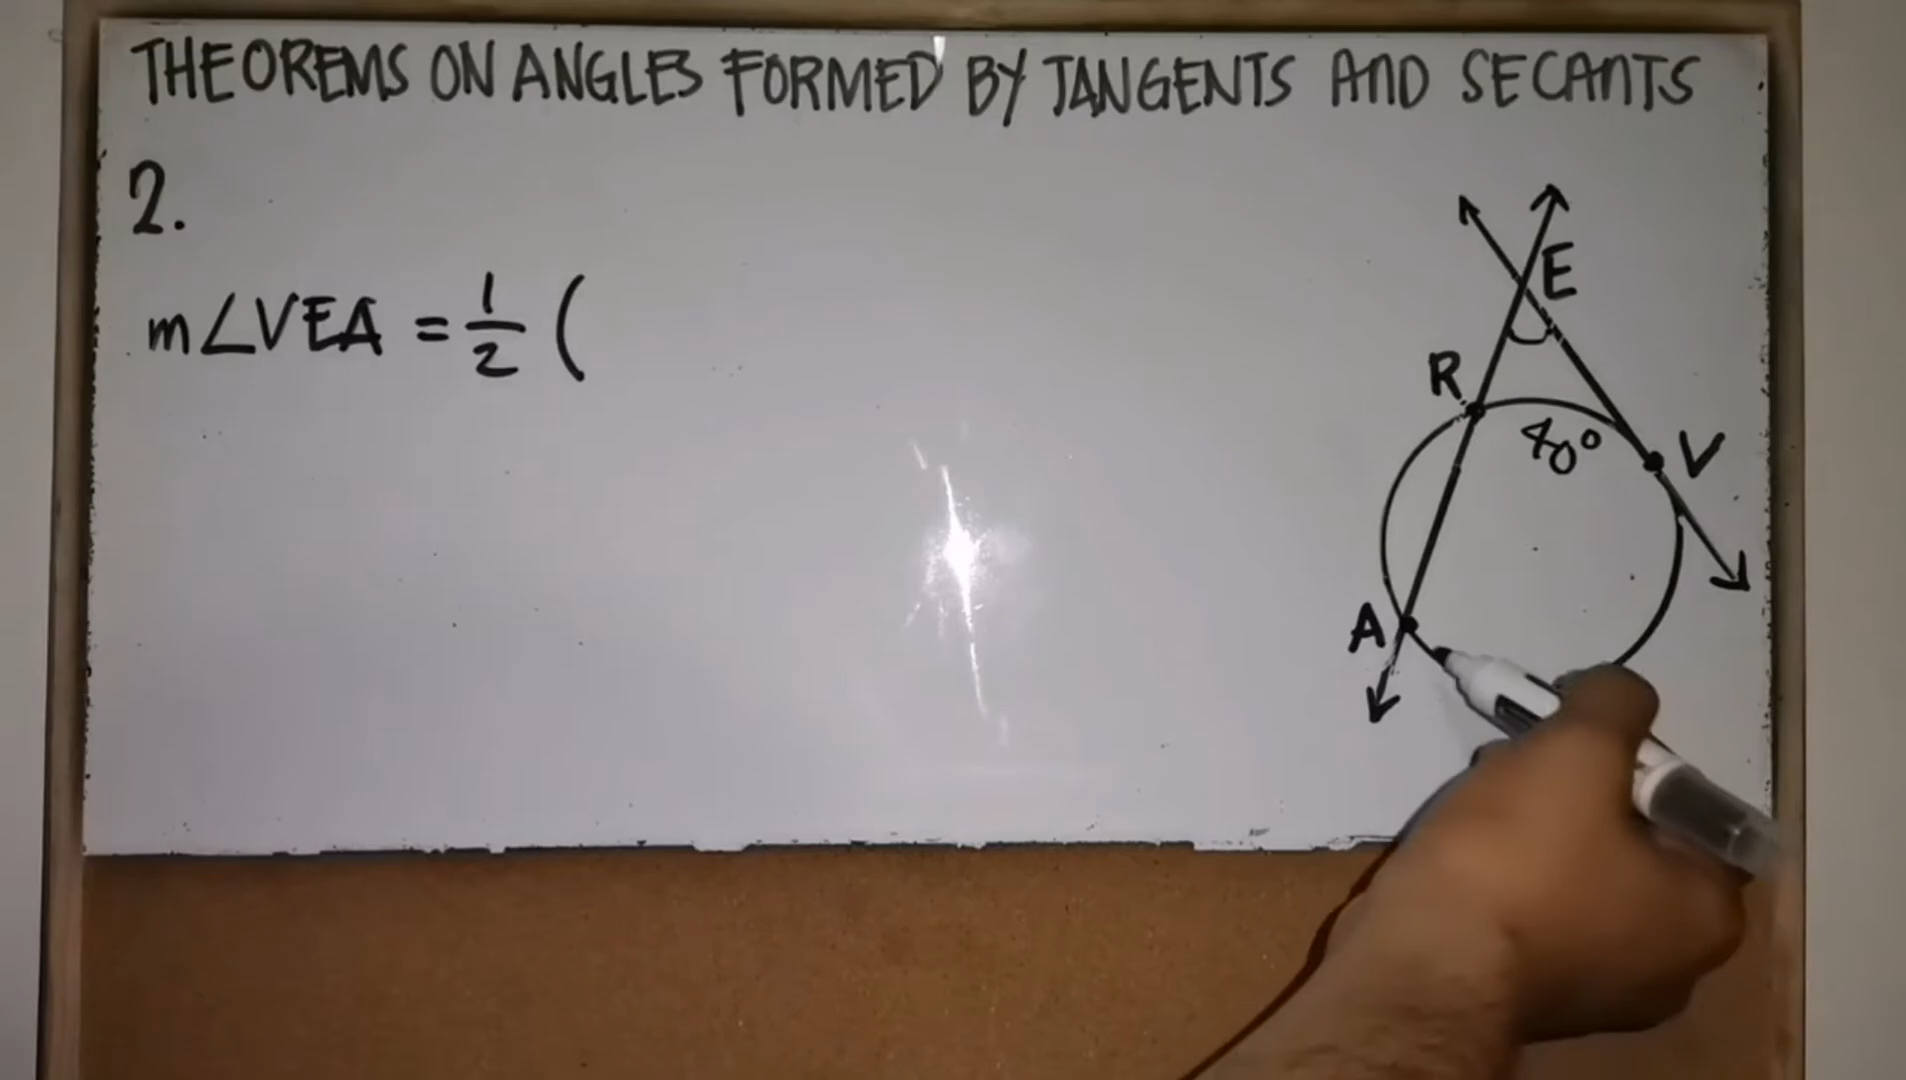 THEOREMS ON ANGLES FORMED BY TANGENTS AND SECANTS
2.
m∠VEA = 1/2 (
E
R
40°
V
A